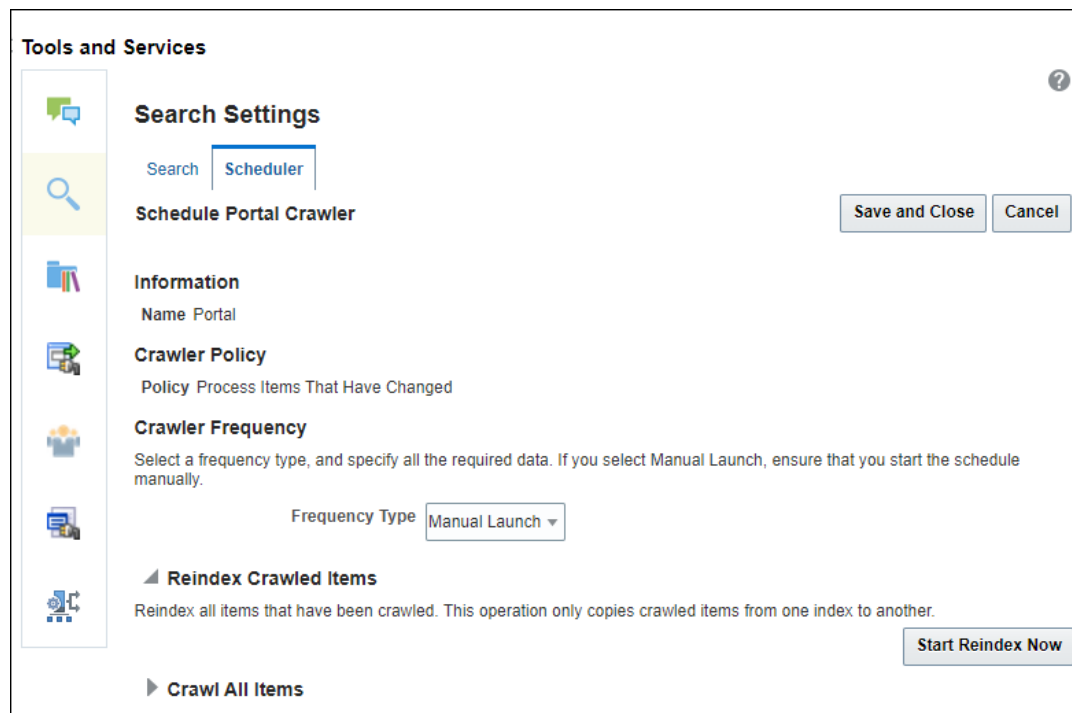 Tools and Services
?
Search Settings
Search Scheduler
Schedule Portal Crawler Save and Close Cancel
Information
Name Portal
Crawler Policy
Policy Process Items That Have Changed
Crawler Frequency
Select a frequency type, and specify all the required data. If you select Manual Launch, ensure that you start the schedule
manually.
Frequency Type Manual Launch
Reindex Crawled Items
Reindex all items that have been crawled. This operation only copies crawled items from one index to another.
Start Reindex Now
Crawl All Items